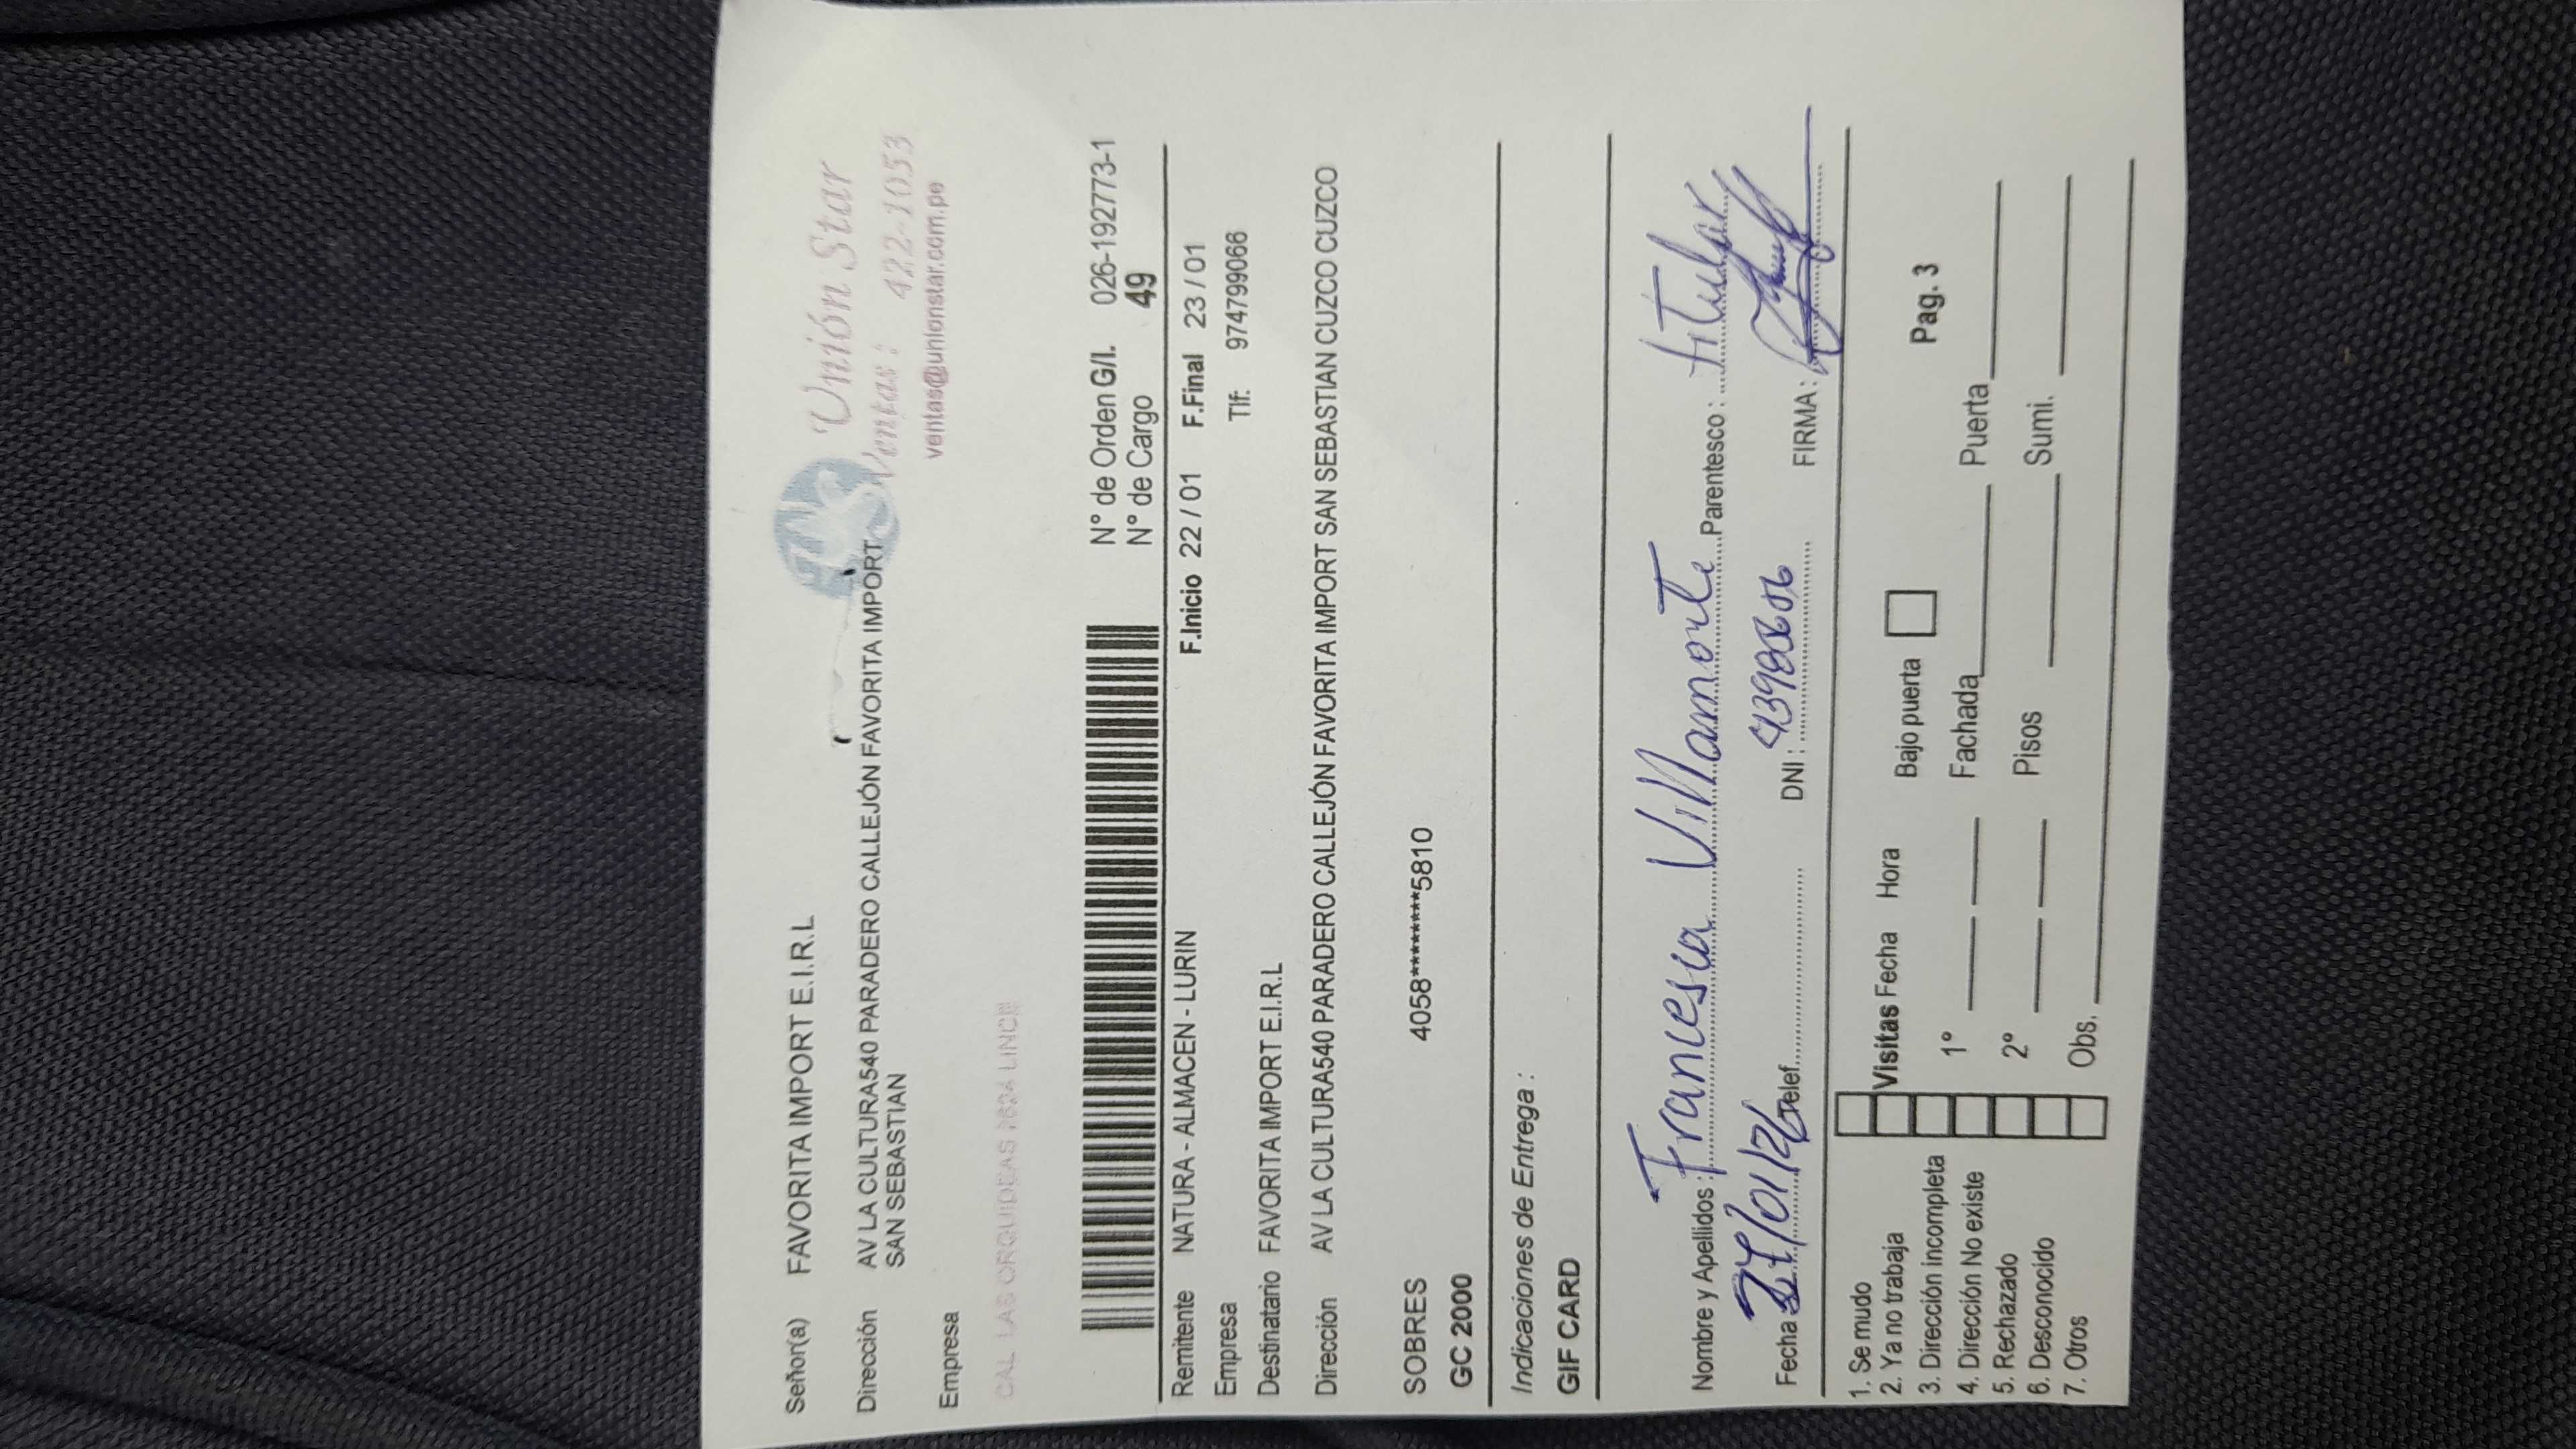 Señor(a) FAVORITA IMPORT E.I.R.L
Unión Star
Dirección AV LA CULTURA540 PARADERO CALLEJÓN FAVORITA IMPORT
Ventas: 422-1053
SAN SEBASTIAN
ventas@unionstar.com.pe
Empresa
CAL LAS ORQUIDEAS 2624 LINCE
N° de Orden G/I. 026-192773-1
N° de Cargo 49
Remitente NATURA - ALMACEN - LURIN F.Inicio 22 / 01 F.Final 23 / 01
Empresa Tlf: 974799066
Destinatario FAVORITA IMPORT E.I.R.L
Dirección AV LA CULTURA540 PARADERO CALLEJÓN FAVORITA IMPORT SAN SEBASTIAN CUZCO CUZCO
SOBRES 4058*********5810
GC 2000
Indicaciones de Entrega :
GIF CARD
Nombre y Apellidos : Francesca Villamonte Parentesco : titular
Fecha 27/01/26 Telef. DNI : FIRMA :
1. Se mudo
2. Ya no trabaja Visitas Fecha Hora Bajo puerta Pag. 3
3. Dirección incompleta
4. Dirección No existe 1° Fachada Puerta
5. Rechazado
6. Desconocido 2° Pisos Sumi.
7. Otros Obs.